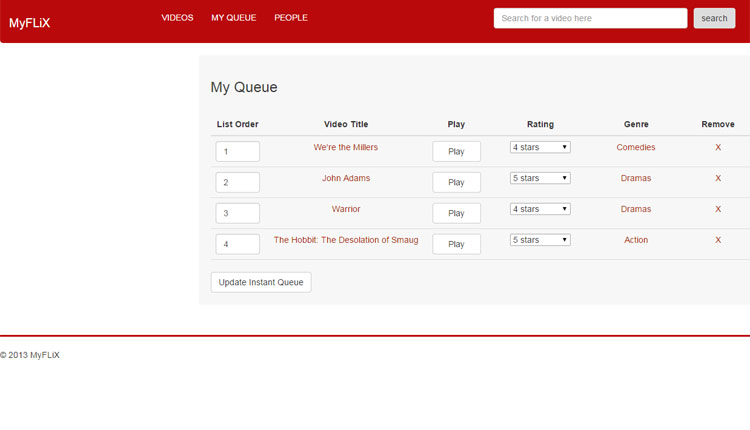 MyFLiX VIDEOS MY QUEUE PEOPLE Search for a video here search
My Queue
List Order Video Title Play Rating Genre Remove
1 We're the Millers Play 4 stars Comedies X
2 John Adams Play 5 stars Dramas X
3 Warrior Play 4 stars Dramas X
4 The Hobbit: The Desolation of Smaug Play 5 stars Action X
Update Instant Queue
© 2013 MyFLiX